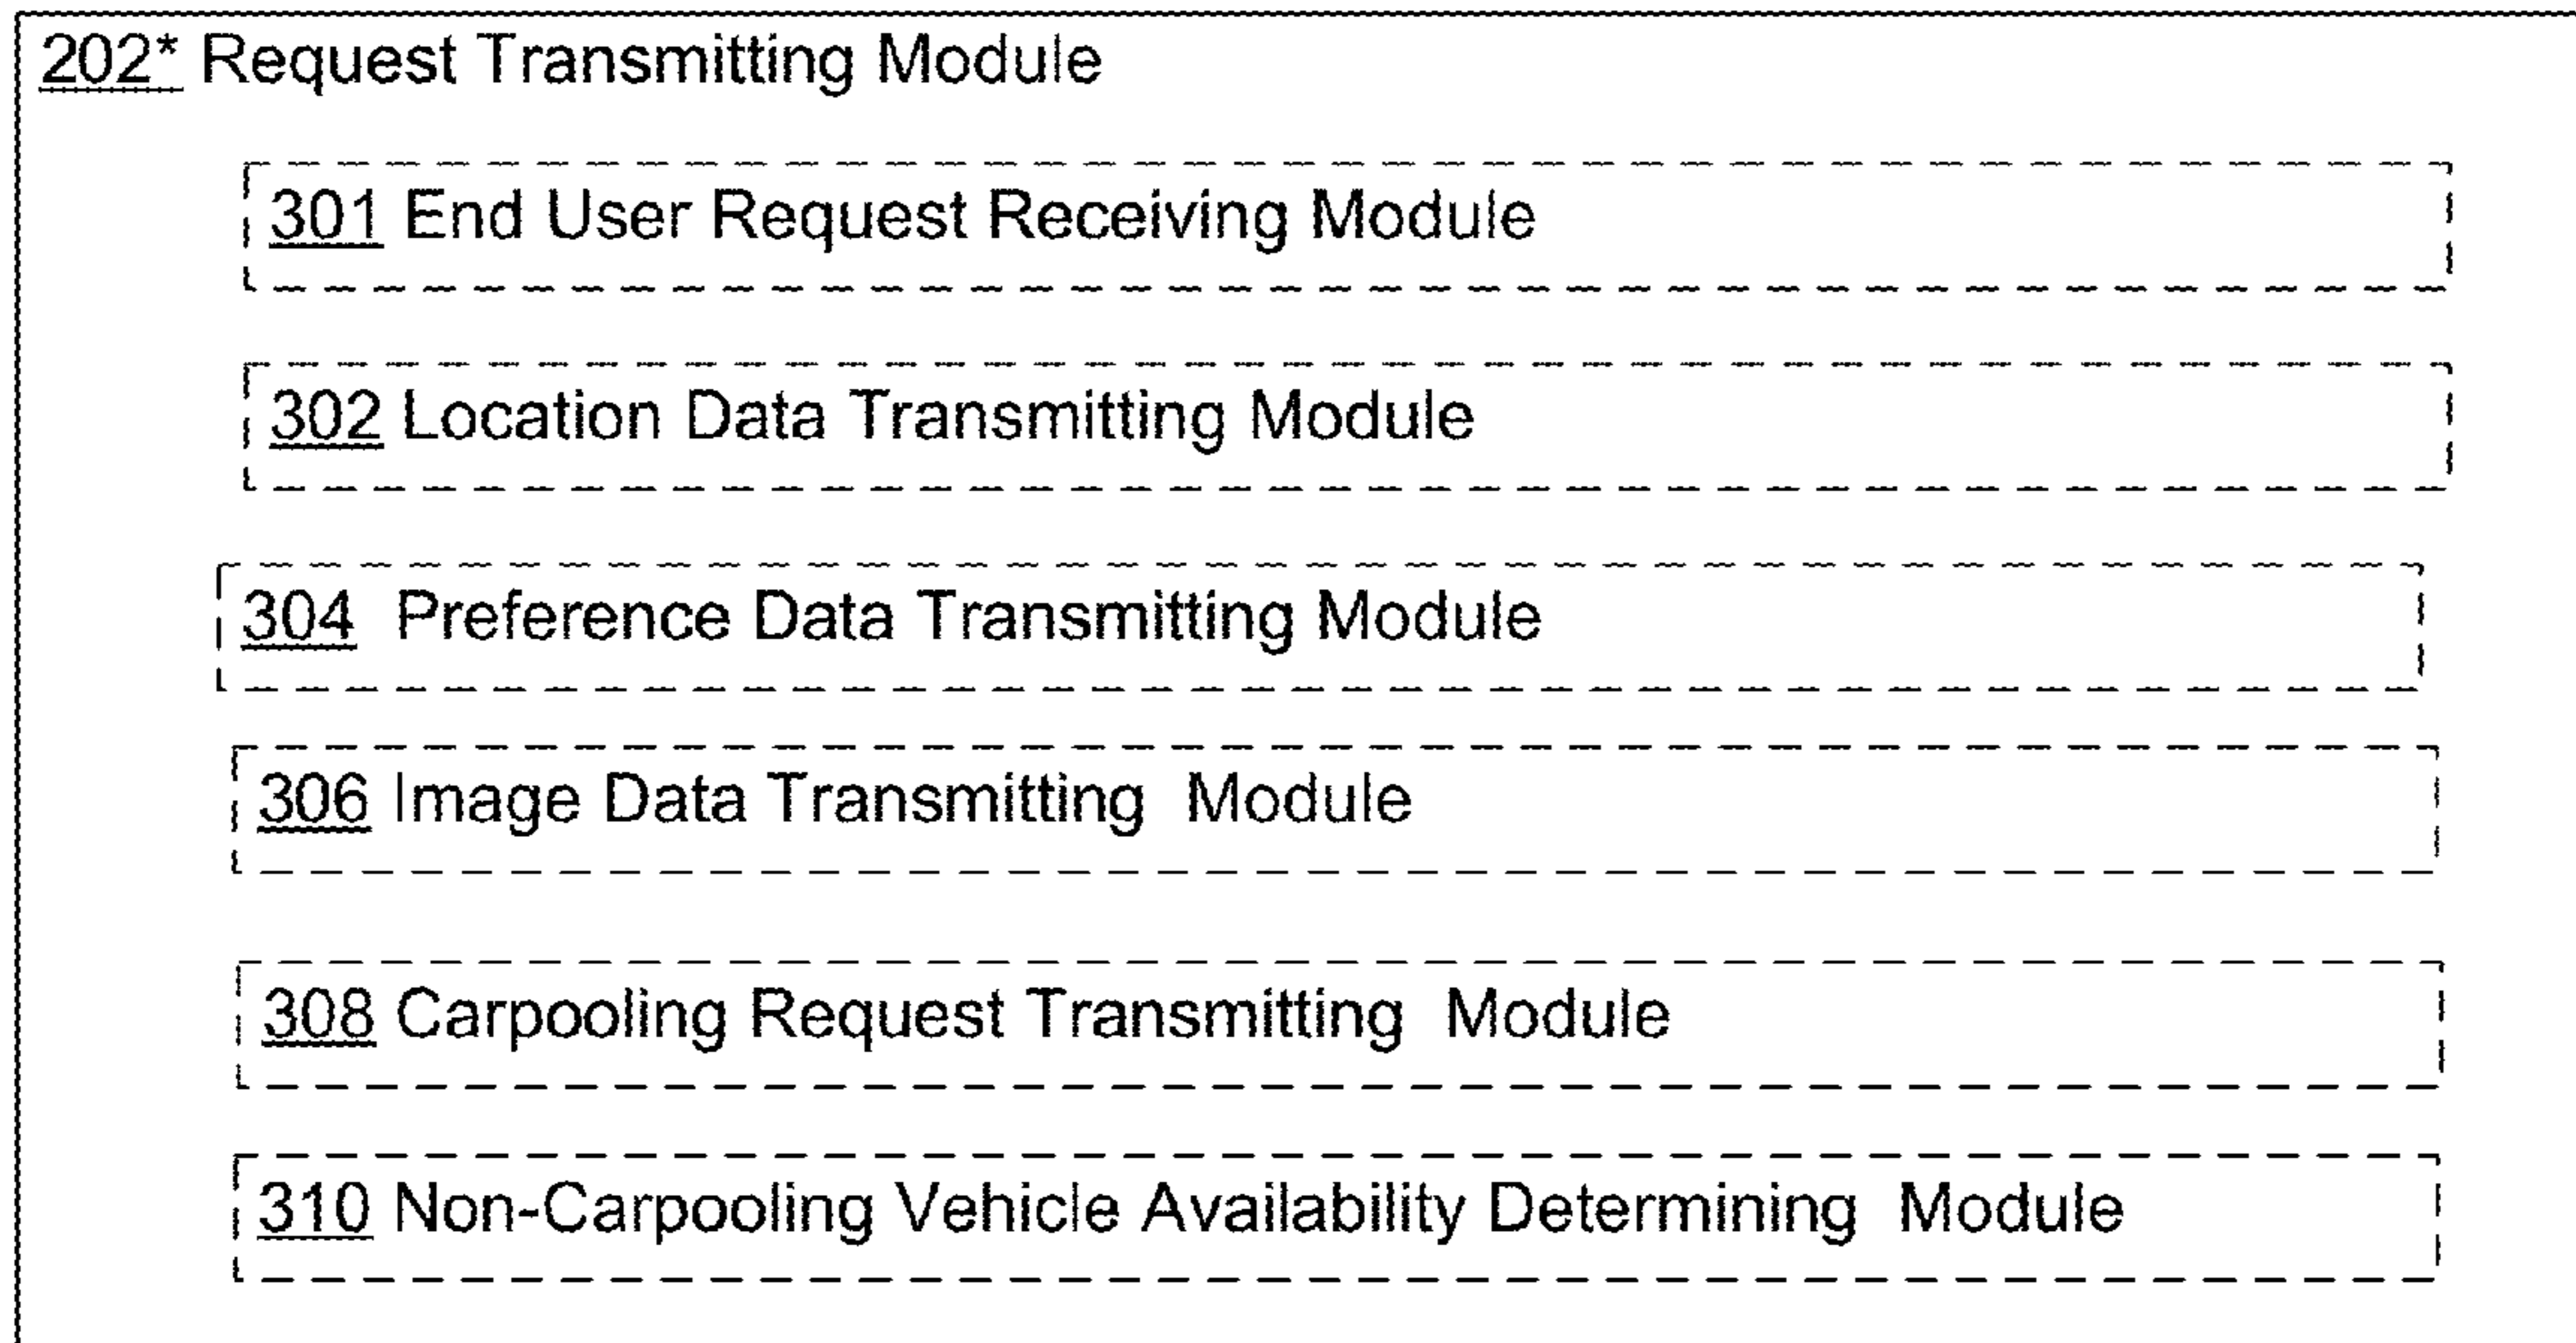 202* Request Transmitting Module
301 End User Request Receiving Module
302 Location Data Transmitting Module
304 Preference Data Transmitting Module
306 Image Data Transmitting Module
308 Carpooling Request Transmitting Module
310 Non-Carpooling Vehicle Availability Determining Module